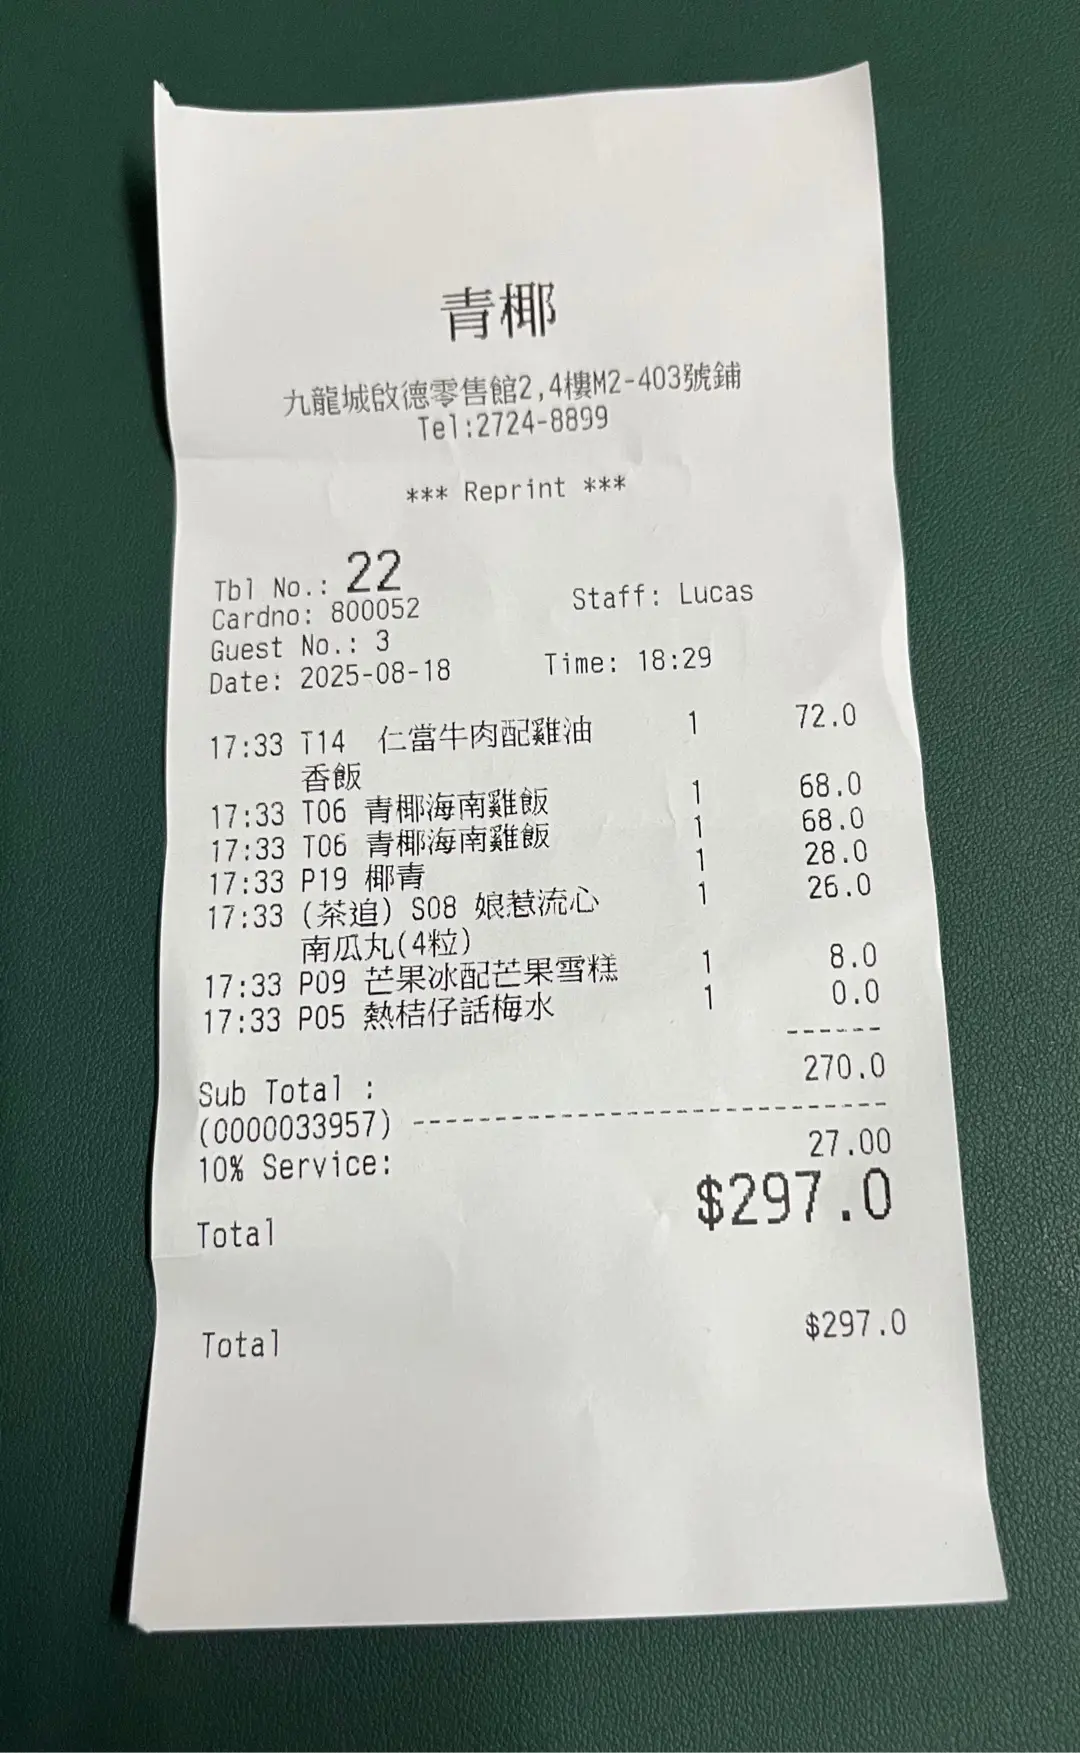 青椰
九龍城啟德零售館2,4樓M2-403號鋪
Tel:2724-8899
*** Reprint ***
Tbl No.: 22
Cardno: 800052 Staff: Lucas
Guest No.: 3
Date: 2025-08-18 Time: 18:29
17:33 T14 仁當牛肉配雞油 1 72.0
香飯
17:33 T06 青椰海南雞飯 1 68.0
17:33 T06 青椰海南雞飯 1 68.0
17:33 P19 椰青 1 28.0
17:33 (茶追) S08 娘惹流心 1 26.0
南瓜丸(4粒)
17:33 P09 芒果冰配芒果雪糕 1 8.0
17:33 P05 熱桔仔話梅水 1 0.0
------
Sub Total : 270.0
(0000033957) ------------------------------
10% Service: 27.00
Total $297.0
Total $297.0